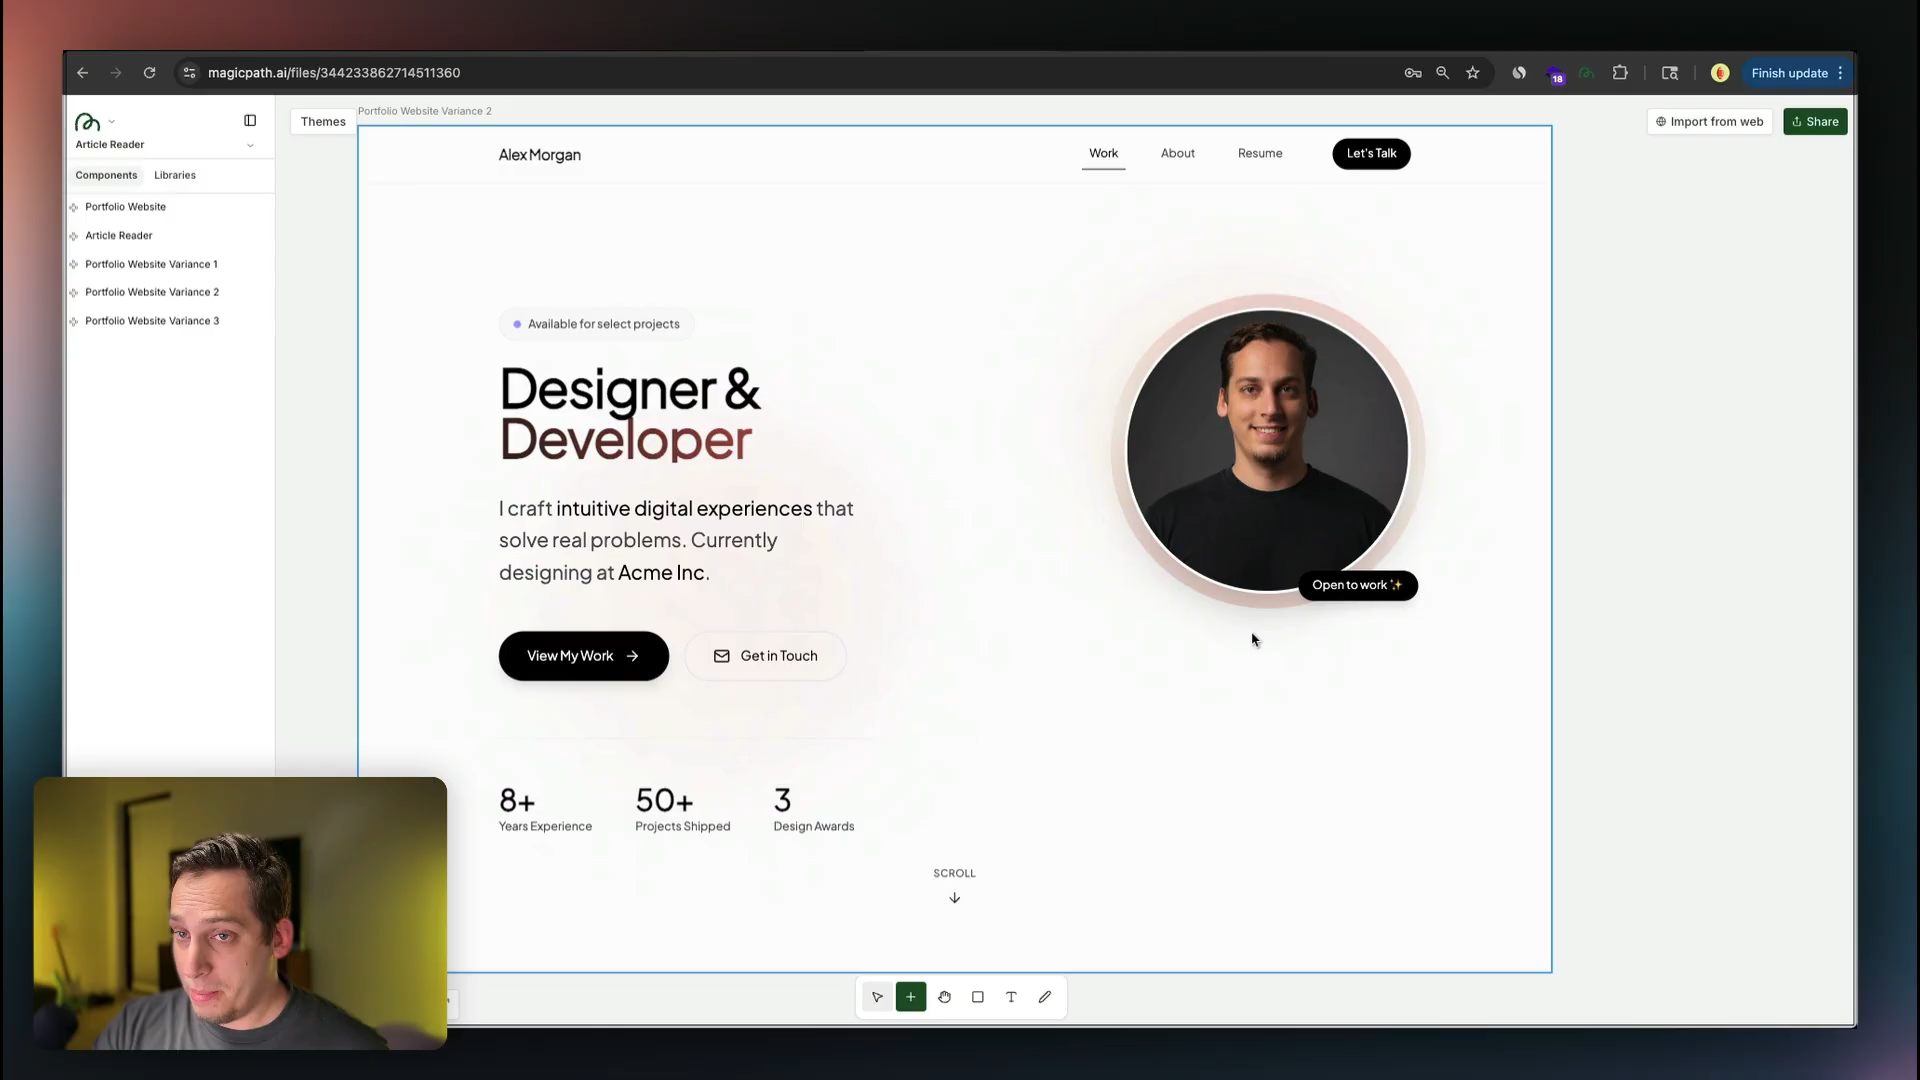 magicpath.ai/files/344233862714511360
18
Finish update
Article Reader
Components
Libraries
Portfolio Website
Article Reader
Portfolio Website Variance 1
Portfolio Website Variance 2
Portfolio Website Variance 3
Themes
Portfolio Website Variance 2
Import from web
Share
Alex Morgan
Work
About
Resume
Let's Talk
Available for select projects
Designer &
Developer
I craft intuitive digital experiences that
solve real problems. Currently
designing at Acme Inc.
View My Work
Get in Touch
Open to work ✨
8+
Years Experience
50+
Projects Shipped
3
Design Awards
SCROLL